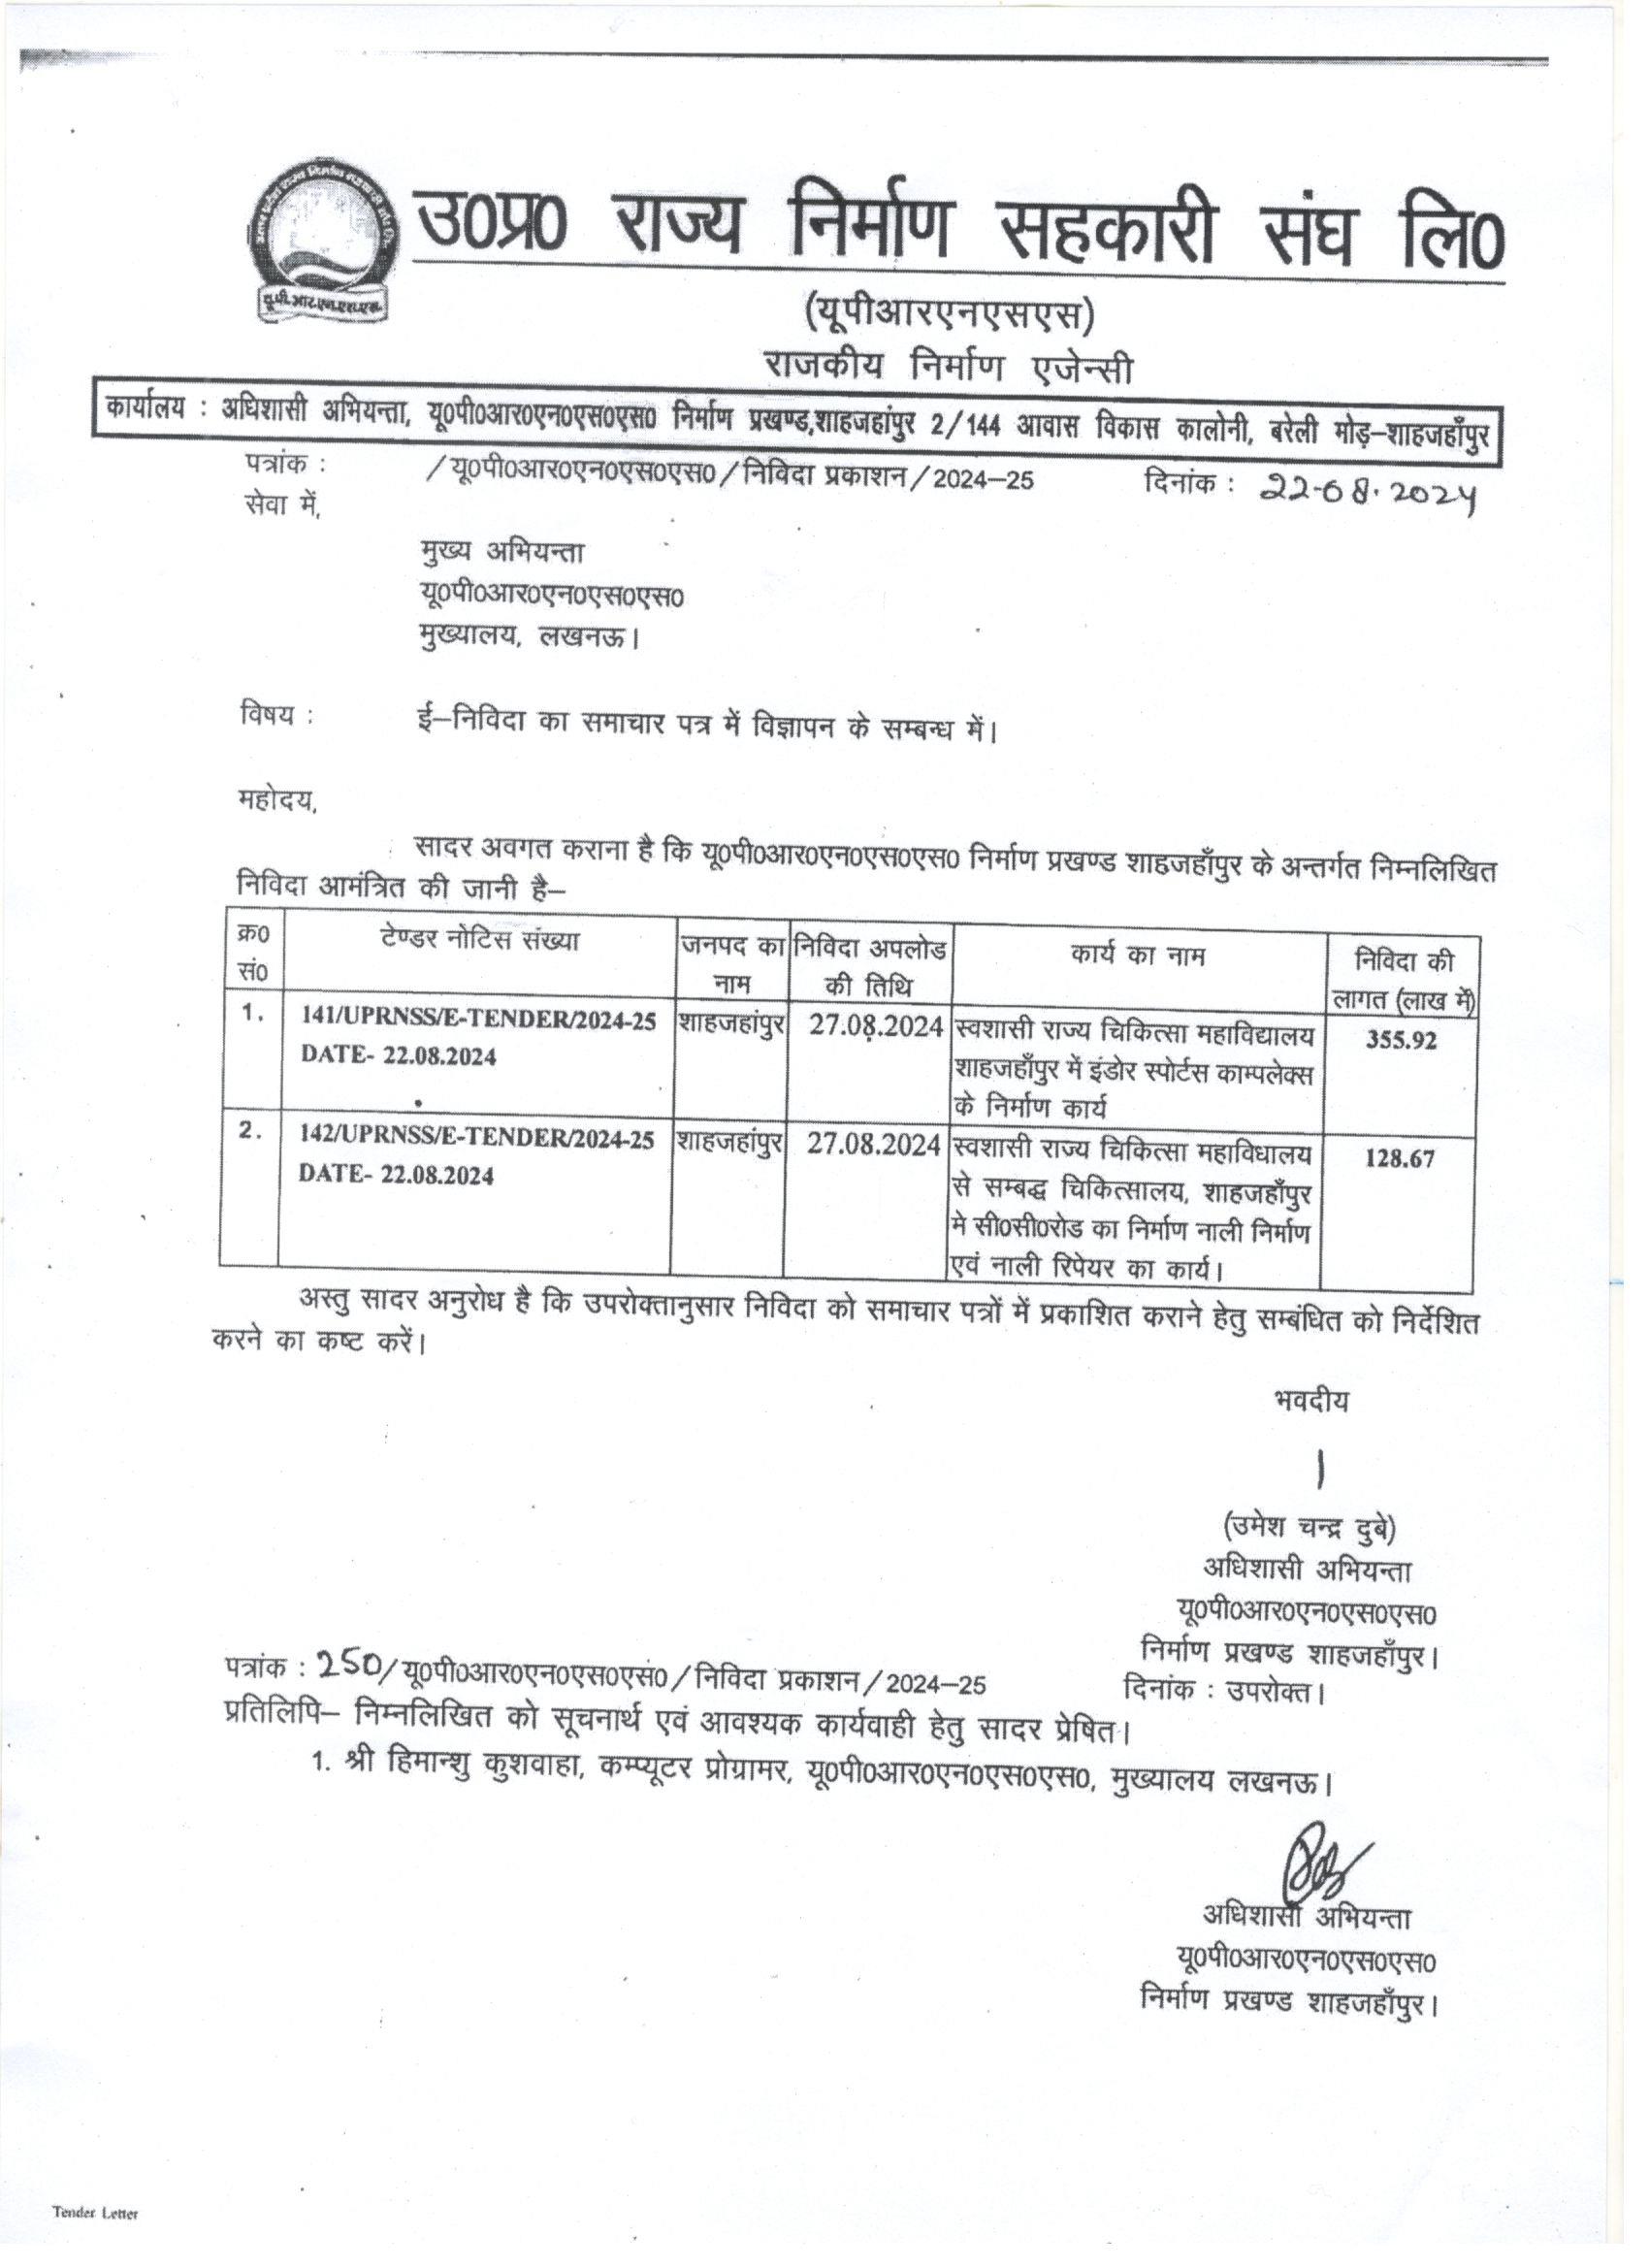 उ0प्र0 राज्य निर्माण सहकारी संघ लि0
यू.पी.आर.एन.एस.एस.
(यूपीआरएनएसएस)
राजकीय निर्माण एजेन्सी
कार्यालय : अधिशासी अभियन्ता, यू0पी0आर0एन0एस0एस0 निर्माण प्रखण्ड,शाहजहांपुर 2/144 आवास विकास कालोनी, बरेली मोड़–शाहजहाँपुर
पत्रांक : /यू0पी0आर0एन0एस0एस0/निविदा प्रकाशन/2024–25 दिनांक : 22-08.2024
सेवा में,
मुख्य अभियन्ता
यू0पी0आर0एन0एस0एस0
मुख्यालय, लखनऊ।
विषय : ई–निविदा का समाचार पत्र में विज्ञापन के सम्बन्ध में।
महोदय,
सादर अवगत कराना है कि यू0पी0आर0एन0एस0एस0 निर्माण प्रखण्ड शाहजहाँपुर के अन्तर्गत निम्नलिखित
निविदा आमंत्रित की जानी है–
क्र0 सं0 टेण्डर नोटिस संख्या जनपद का नाम निविदा अपलोड की तिथि कार्य का नाम निविदा की लागत (लाख में)
1. 141/UPRNSS/E-TENDER/2024-25 शाहजहांपुर 27.08.2024 स्वशासी राज्य चिकित्सा महाविद्यालय 355.92
DATE- 22.08.2024 शाहजहाँपुर में इंडोर स्पोर्टस काम्पलेक्स
के निर्माण कार्य
2. 142/UPRNSS/E-TENDER/2024-25 शाहजहांपुर 27.08.2024 स्वशासी राज्य चिकित्सा महाविधालय 128.67
DATE- 22.08.2024 से सम्बद्ध चिकित्सालय, शाहजहाँपुर
मे सी0सी0रोड का निर्माण नाली निर्माण
एवं नाली रिपेयर का कार्य।
अस्तु सादर अनुरोध है कि उपरोक्तानुसार निविदा को समाचार पत्रों में प्रकाशित कराने हेतु सम्बंधित को निर्देशित
करने का कष्ट करें।
भवदीय
(उमेश चन्द्र दुबे)
अधिशासी अभियन्ता
यू0पी0आर0एन0एस0एस0
निर्माण प्रखण्ड शाहजहाँपुर।
पत्रांक : 250/यू0पी0आर0एन0एस0एस0/निविदा प्रकाशन/2024–25 दिनांक : उपरोक्त।
प्रतिलिपि– निम्नलिखित को सूचनार्थ एवं आवश्यक कार्यवाही हेतु सादर प्रेषित।
1. श्री हिमान्शु कुशवाहा, कम्प्यूटर प्रोग्रामर, यू0पी0आर0एन0एस0एस0, मुख्यालय लखनऊ।
अधिशासी अभियन्ता
यू0पी0आर0एन0एस0एस0
निर्माण प्रखण्ड शाहजहाँपुर।
Tender Letter